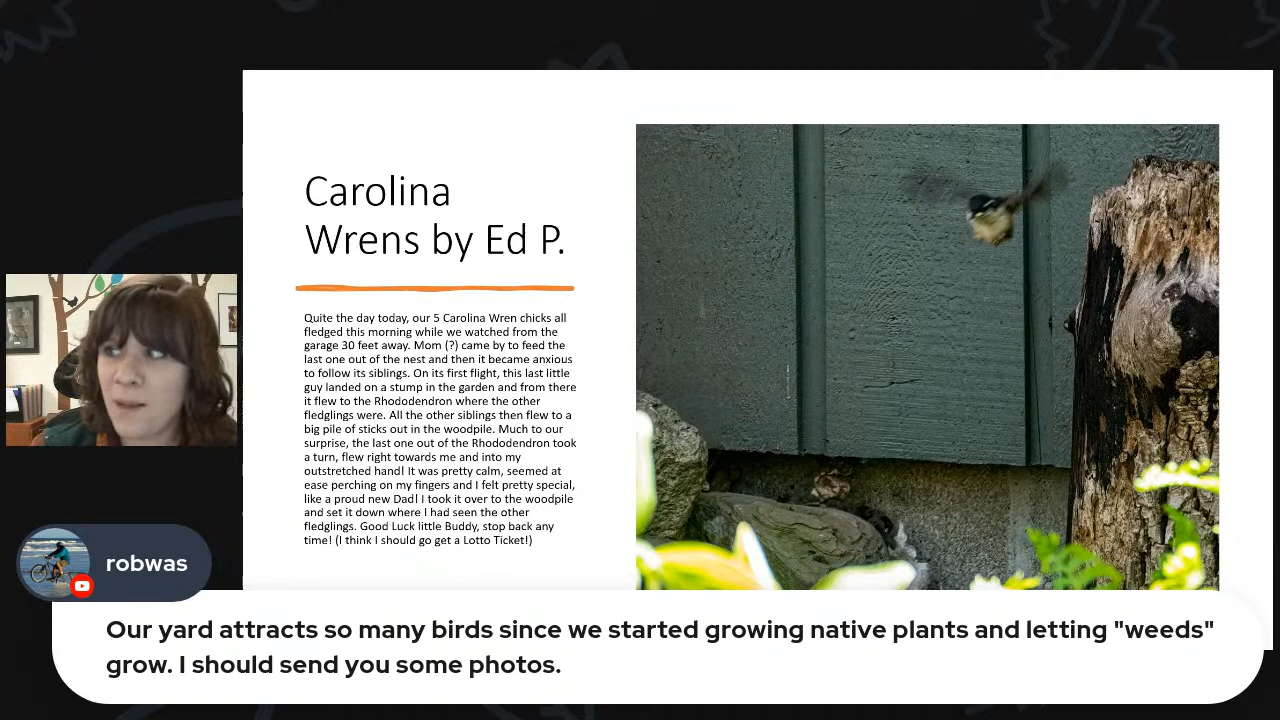 Carolina
Wrens by Ed P.
Quite the day today, our 5 Carolina Wren chicks all
fledged this morning while we watched from the
garage 30 feet away. Mom (?) came by to feed the
last one out of the nest and then it became anxious
to follow its siblings. On its first flight, this last little
guy landed on a stump in the garden and from there
it flew to the Rhododendron where the other
fledglings were. All the other siblings then flew to a
big pile of sticks out in the woodpile. Much to our
surprise, the last one out of the Rhododendron took
a turn, flew right towards me and into my
outstretched hand! It was pretty calm, seemed at
ease perching on my fingers and I felt pretty special,
like a proud new Dad! I took it over to the woodpile
and set it down where I had seen the other
fledglings. Good Luck little Buddy, stop back any
time! (I think I should go get a Lotto Ticket!)
robwas
Our yard attracts so many birds since we started growing native plants and letting "weeds"
grow. I should send you some photos.